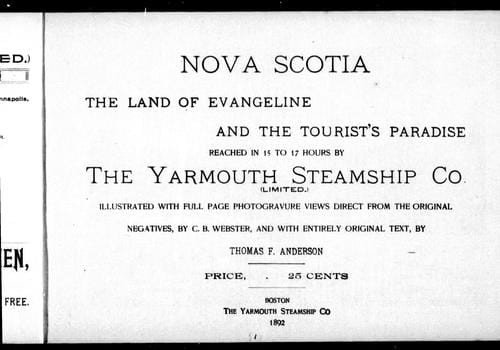 ED.)
nnapolis,
R.
EN,
FREE.
NOVA SCOTIA
THE LAND OF EVANGELINE
AND THE TOURIST'S PARADISE
REACHED IN 15 TO 17 HOURS BY
THE YARMOUTH STEAMSHIP CO.
(LIMITED.)
ILLUSTRATED WITH FULL PAGE PHOTOGRAVURE VIEWS DIRECT FROM THE ORIGINAL
NEGATIVES, BY C. B. WEBSTER, AND WITH ENTIRELY ORIGINAL TEXT, BY
THOMAS F. ANDERSON
PRICE, . 25 CENTS
BOSTON
THE YARMOUTH STEAMSHIP CO
1892